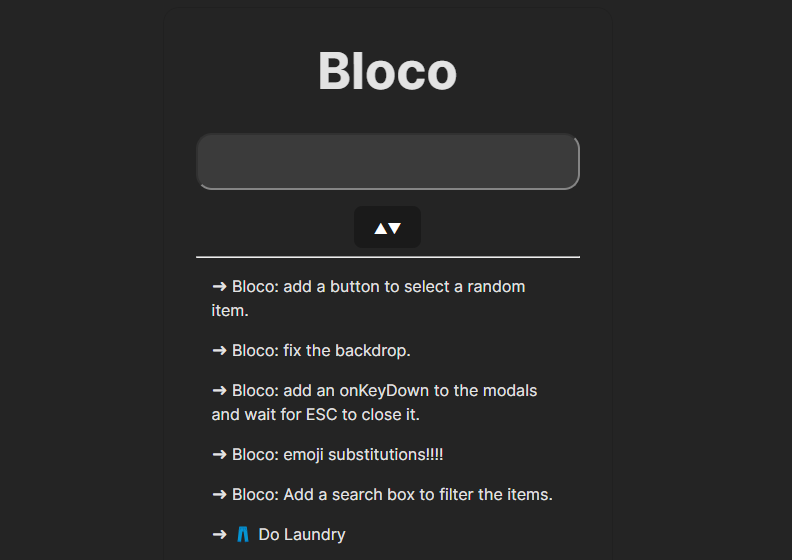 Bloco
▲▼
➜ Bloco: add a button to select a random
item.
➜ Bloco: fix the backdrop.
➜ Bloco: add an onKeyDown to the modals
and wait for ESC to close it.
➜ Bloco: emoji substitutions!!!!
➜ Bloco: Add a search box to filter the items.
➜ 👖 Do Laundry